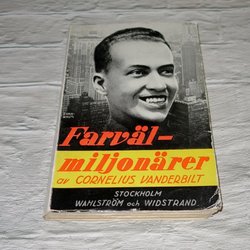 Farväl-
miljonärer
av CORNELIUS VANDERBILT
STOCKHOLM
WAHLSTRÖM och WIDSTRAND